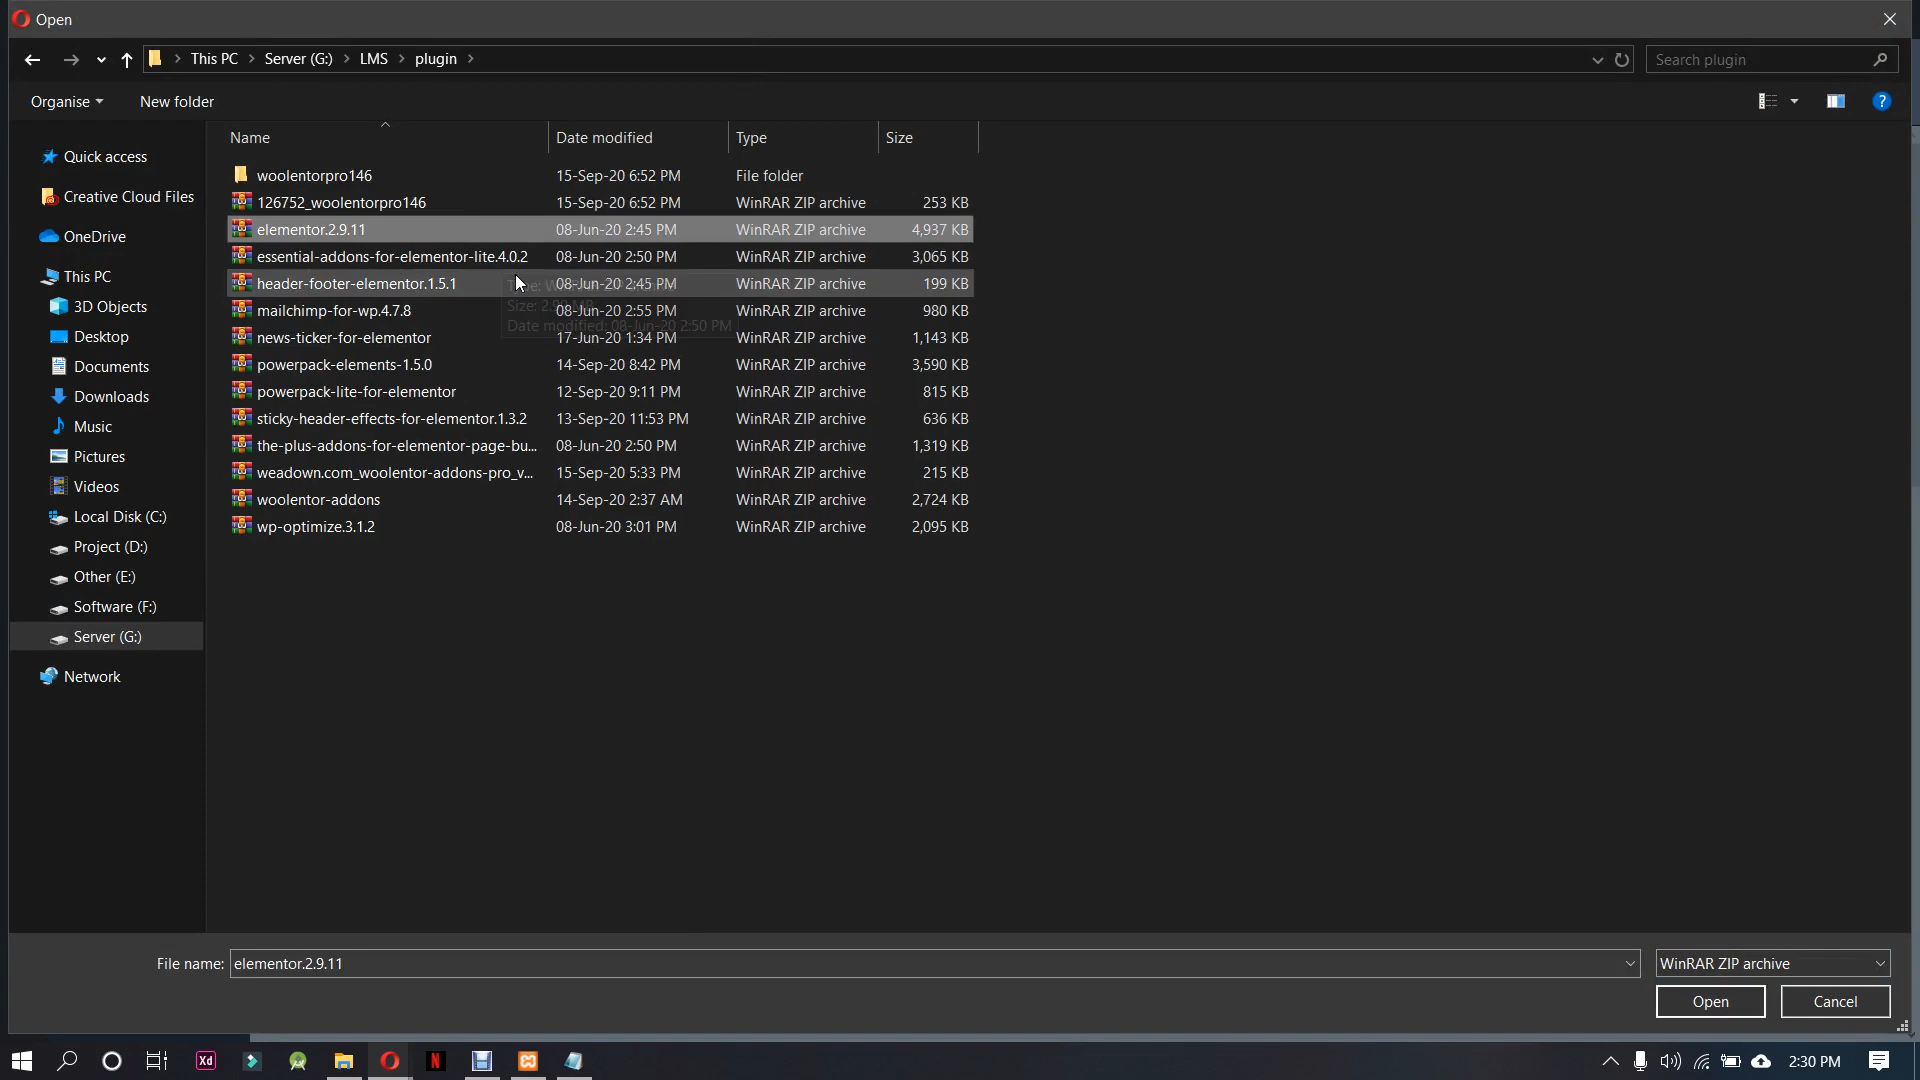 Open
This PC > Server (G:) > LMS > plugin >
Search plugin
Organise
New folder
Name Date modified Type Size
Quick access
Creative Cloud Files
OneDrive
This PC
3D Objects
Desktop
Documents
Downloads
Music
Pictures
Videos
Local Disk (C:)
Project (D:)
Other (E:)
Software (F:)
Server (G:)
Network
woolentorpro146 15-Sep-20 6:52 PM File folder
126752_woolentorpro146 15-Sep-20 6:52 PM WinRAR ZIP archive 253 KB
elementor.2.9.11 08-Jun-20 2:45 PM WinRAR ZIP archive 4,937 KB
essential-addons-for-elementor-lite.4.0.2 08-Jun-20 2:50 PM WinRAR ZIP archive 3,065 KB
header-footer-elementor.1.5.1 08-Jun-20 2:45 PM WinRAR ZIP archive 199 KB
mailchimp-for-wp.4.7.8 08-Jun-20 2:55 PM WinRAR ZIP archive 980 KB
Date modified: 08-Jun-20 2:50 PM
news-ticker-for-elementor 17-Jun-20 1:34 PM WinRAR ZIP archive 1,143 KB
powerpack-elements-1.5.0 14-Sep-20 8:42 PM WinRAR ZIP archive 3,590 KB
powerpack-lite-for-elementor 12-Sep-20 9:11 PM WinRAR ZIP archive 815 KB
sticky-header-effects-for-elementor.1.3.2 13-Sep-20 11:53 PM WinRAR ZIP archive 636 KB
the-plus-addons-for-elementor-page-bu... 08-Jun-20 2:50 PM WinRAR ZIP archive 1,319 KB
weadown.com_woolentor-addons-pro_v... 15-Sep-20 5:33 PM WinRAR ZIP archive 215 KB
woolentor-addons 14-Sep-20 2:37 AM WinRAR ZIP archive 2,724 KB
wp-optimize.3.1.2 08-Jun-20 3:01 PM WinRAR ZIP archive 2,095 KB
File name: elementor.2.9.11
WinRAR ZIP archive
Open
Cancel
Xd
N
2:30 PM